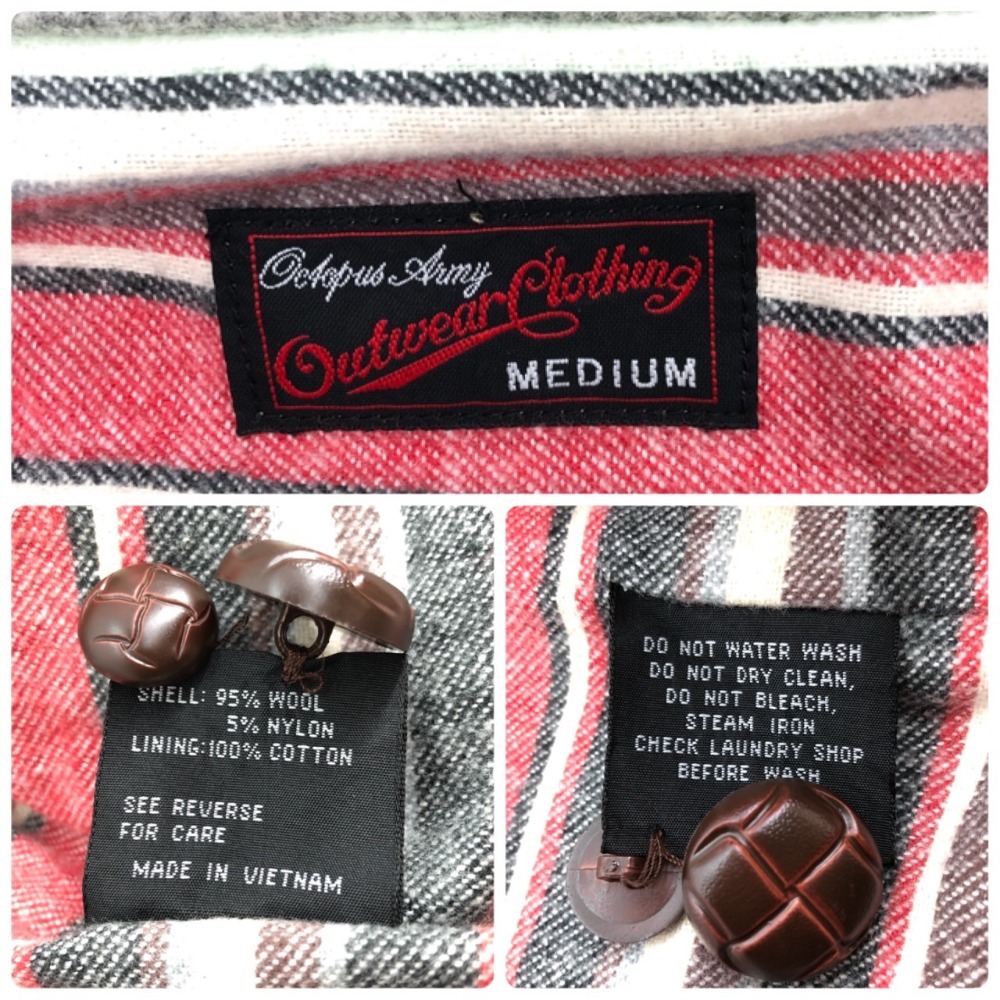 Octopus Army
Outwear Clothing
MEDIUM
SHELL: 95% WOOL
5% NYLON
LINING:100% COTTON
SEE REVERSE
FOR CARE
MADE IN VIETNAM
DO NOT WATER WASH
DO NOT DRY CLEAN,
DO NOT BLEACH,
STEAM IRON
CHECK LAUNDRY SHOP
BEFORE WASH